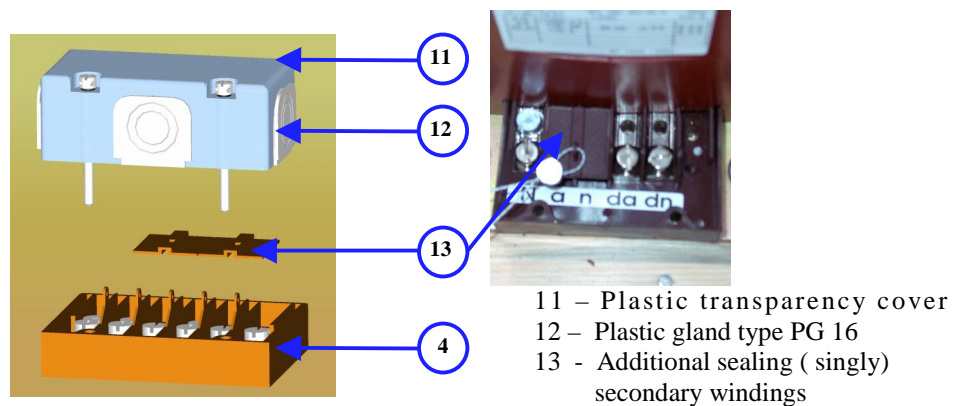 11
12
13
4
N a n da dn
11 – Plastic transparency cover
12 – Plastic gland type PG 16
13 - Additional sealing ( singly)
secondary windings